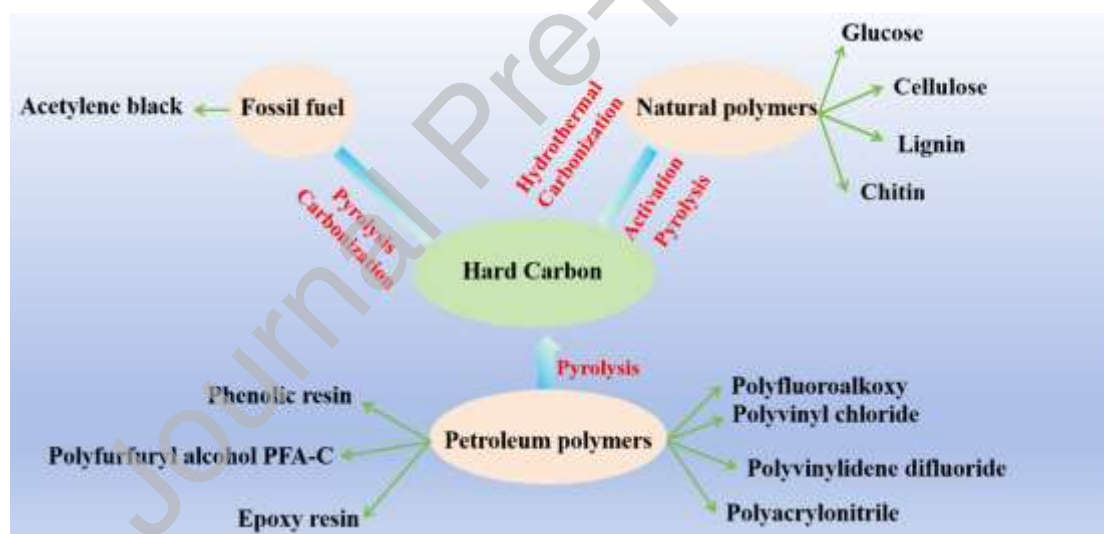 Glucose
Acetylene black
Fossil fuel
Hydrothermal
Carbonization
Natural polymers
Cellulose
Lignin
Chitin
Pyrolysis
Carbonization
Activation
Pyrolysis
Hard Carbon
Pyrolysis
Phenolic resin
Polyfurfuryl alcohol PFA-C
Epoxy resin
Petroleum polymers
Polyfluoroalkoxy
Polyvinyl chloride
Polyvinylidene difluoride
Polyacrylonitrile
Journal Pre-